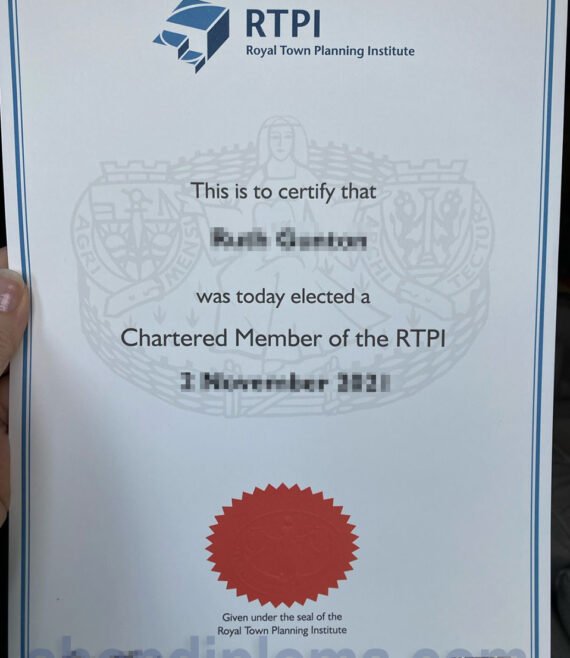 RTPI
Royal Town Planning Institute
This is to certify that
was today elected a
Chartered Member of the RTPI
November
Given under the seal of the
Royal Town Planning Institute